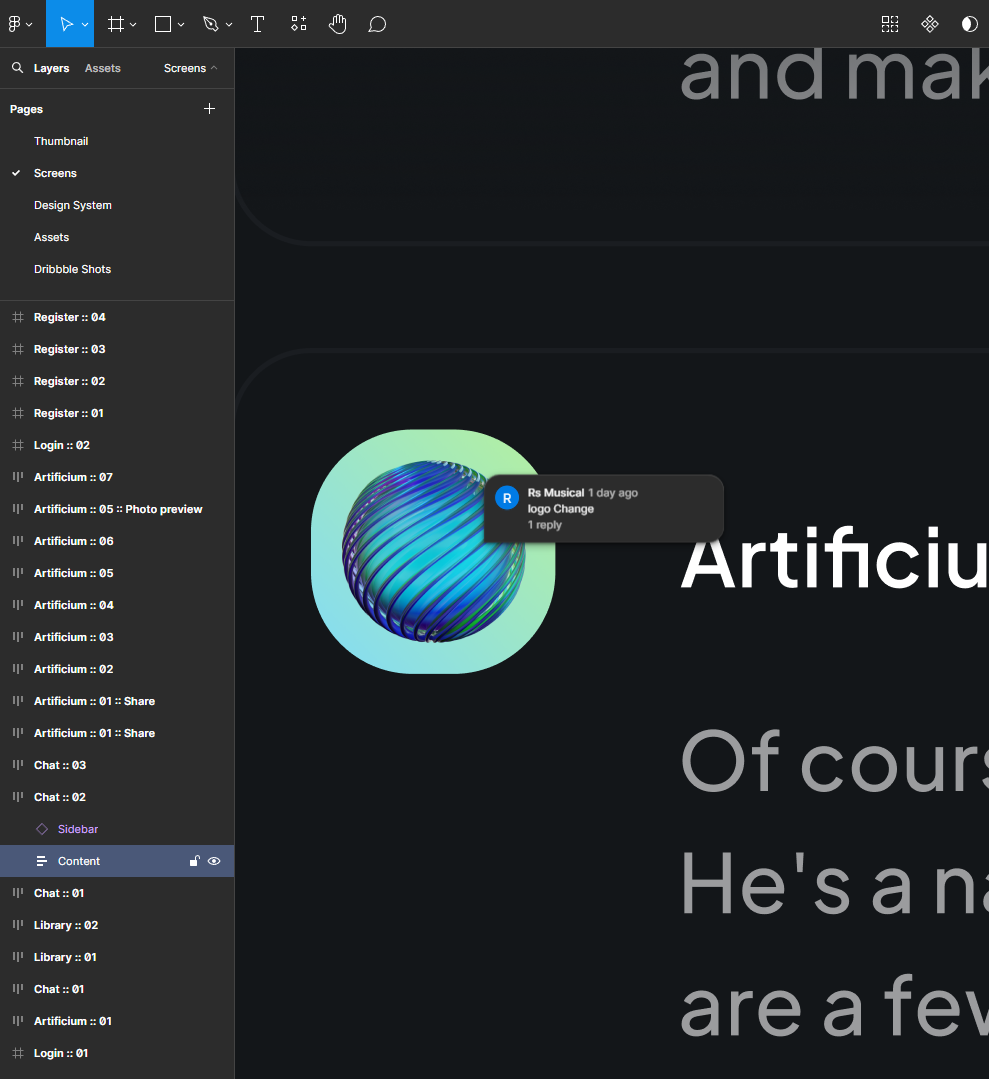 Layers Assets Screens
Pages
Thumbnail
Screens
Design System
Assets
Dribbble Shots
Register :: 04
Register :: 03
Register :: 02
Register :: 01
Login :: 02
Artificium :: 07
Artificium :: 05 :: Photo preview
Artificium :: 06
Artificium :: 05
Artificium :: 04
Artificium :: 03
Artificium :: 02
Artificium :: 01 :: Share
Artificium :: 01 :: Share
Chat :: 03
Chat :: 02
Sidebar
Content
Chat :: 01
Library :: 02
Library :: 01
Chat :: 01
Artificium :: 01
Login :: 01
and mak
R
Rs Musical 1 day ago
logo Change
1 reply
Artificiu
Of cours
He's a na
are a few